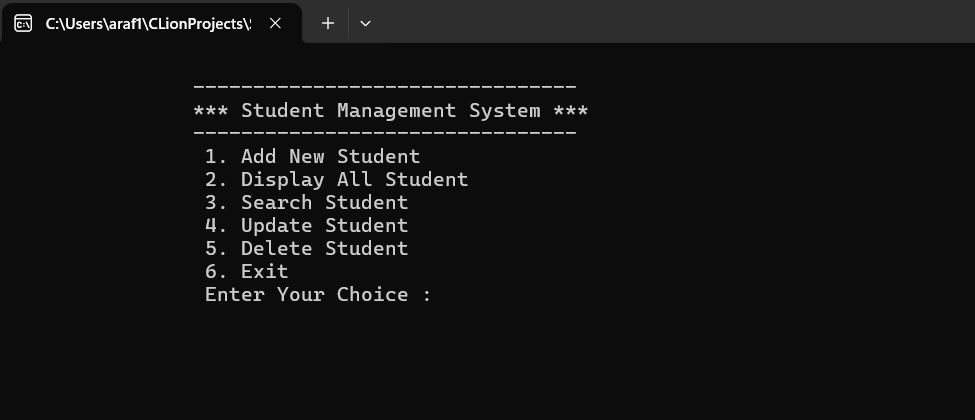 C:\Users\araf1\CLionProjects\S
--------------------------------
*** Student Management System ***
--------------------------------
1. Add New Student
2. Display All Student
3. Search Student
4. Update Student
5. Delete Student
6. Exit
Enter Your Choice :